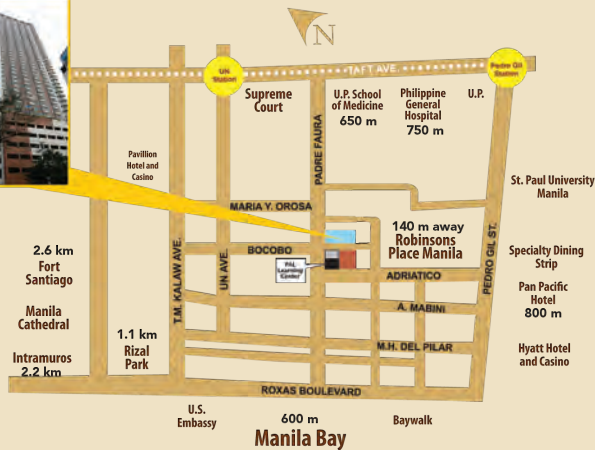 N
UN
Station
TAFT AVE.
Pedro Gil
Station
Supreme
Court
U.P. School
of Medicine
650 m
Philippine
General
Hospital
750 m
U.P.
PADRE FAURA
Pavillion
Hotel and
Casino
St. Paul University
Manila
MARIA Y. OROSA
140 m away
Robinsons
Place Manila
BOCOBO
PAL
Learning
Center
ADRIATICO
T.M. KALAW AVE.
UN AVE.
PEDRO GIL ST.
2.6 km
Fort
Santiago
Specialty Dining
Strip
Pan Pacific
Hotel
800 m
Manila
Cathedral
A. MABINI
1.1 km
Rizal
Park
M.H. DEL PILAR
Hyatt Hotel
and Casino
Intramuros
2.2 km
ROXAS BOULEVARD
U.S.
Embassy
600 m
Manila Bay
Baywalk